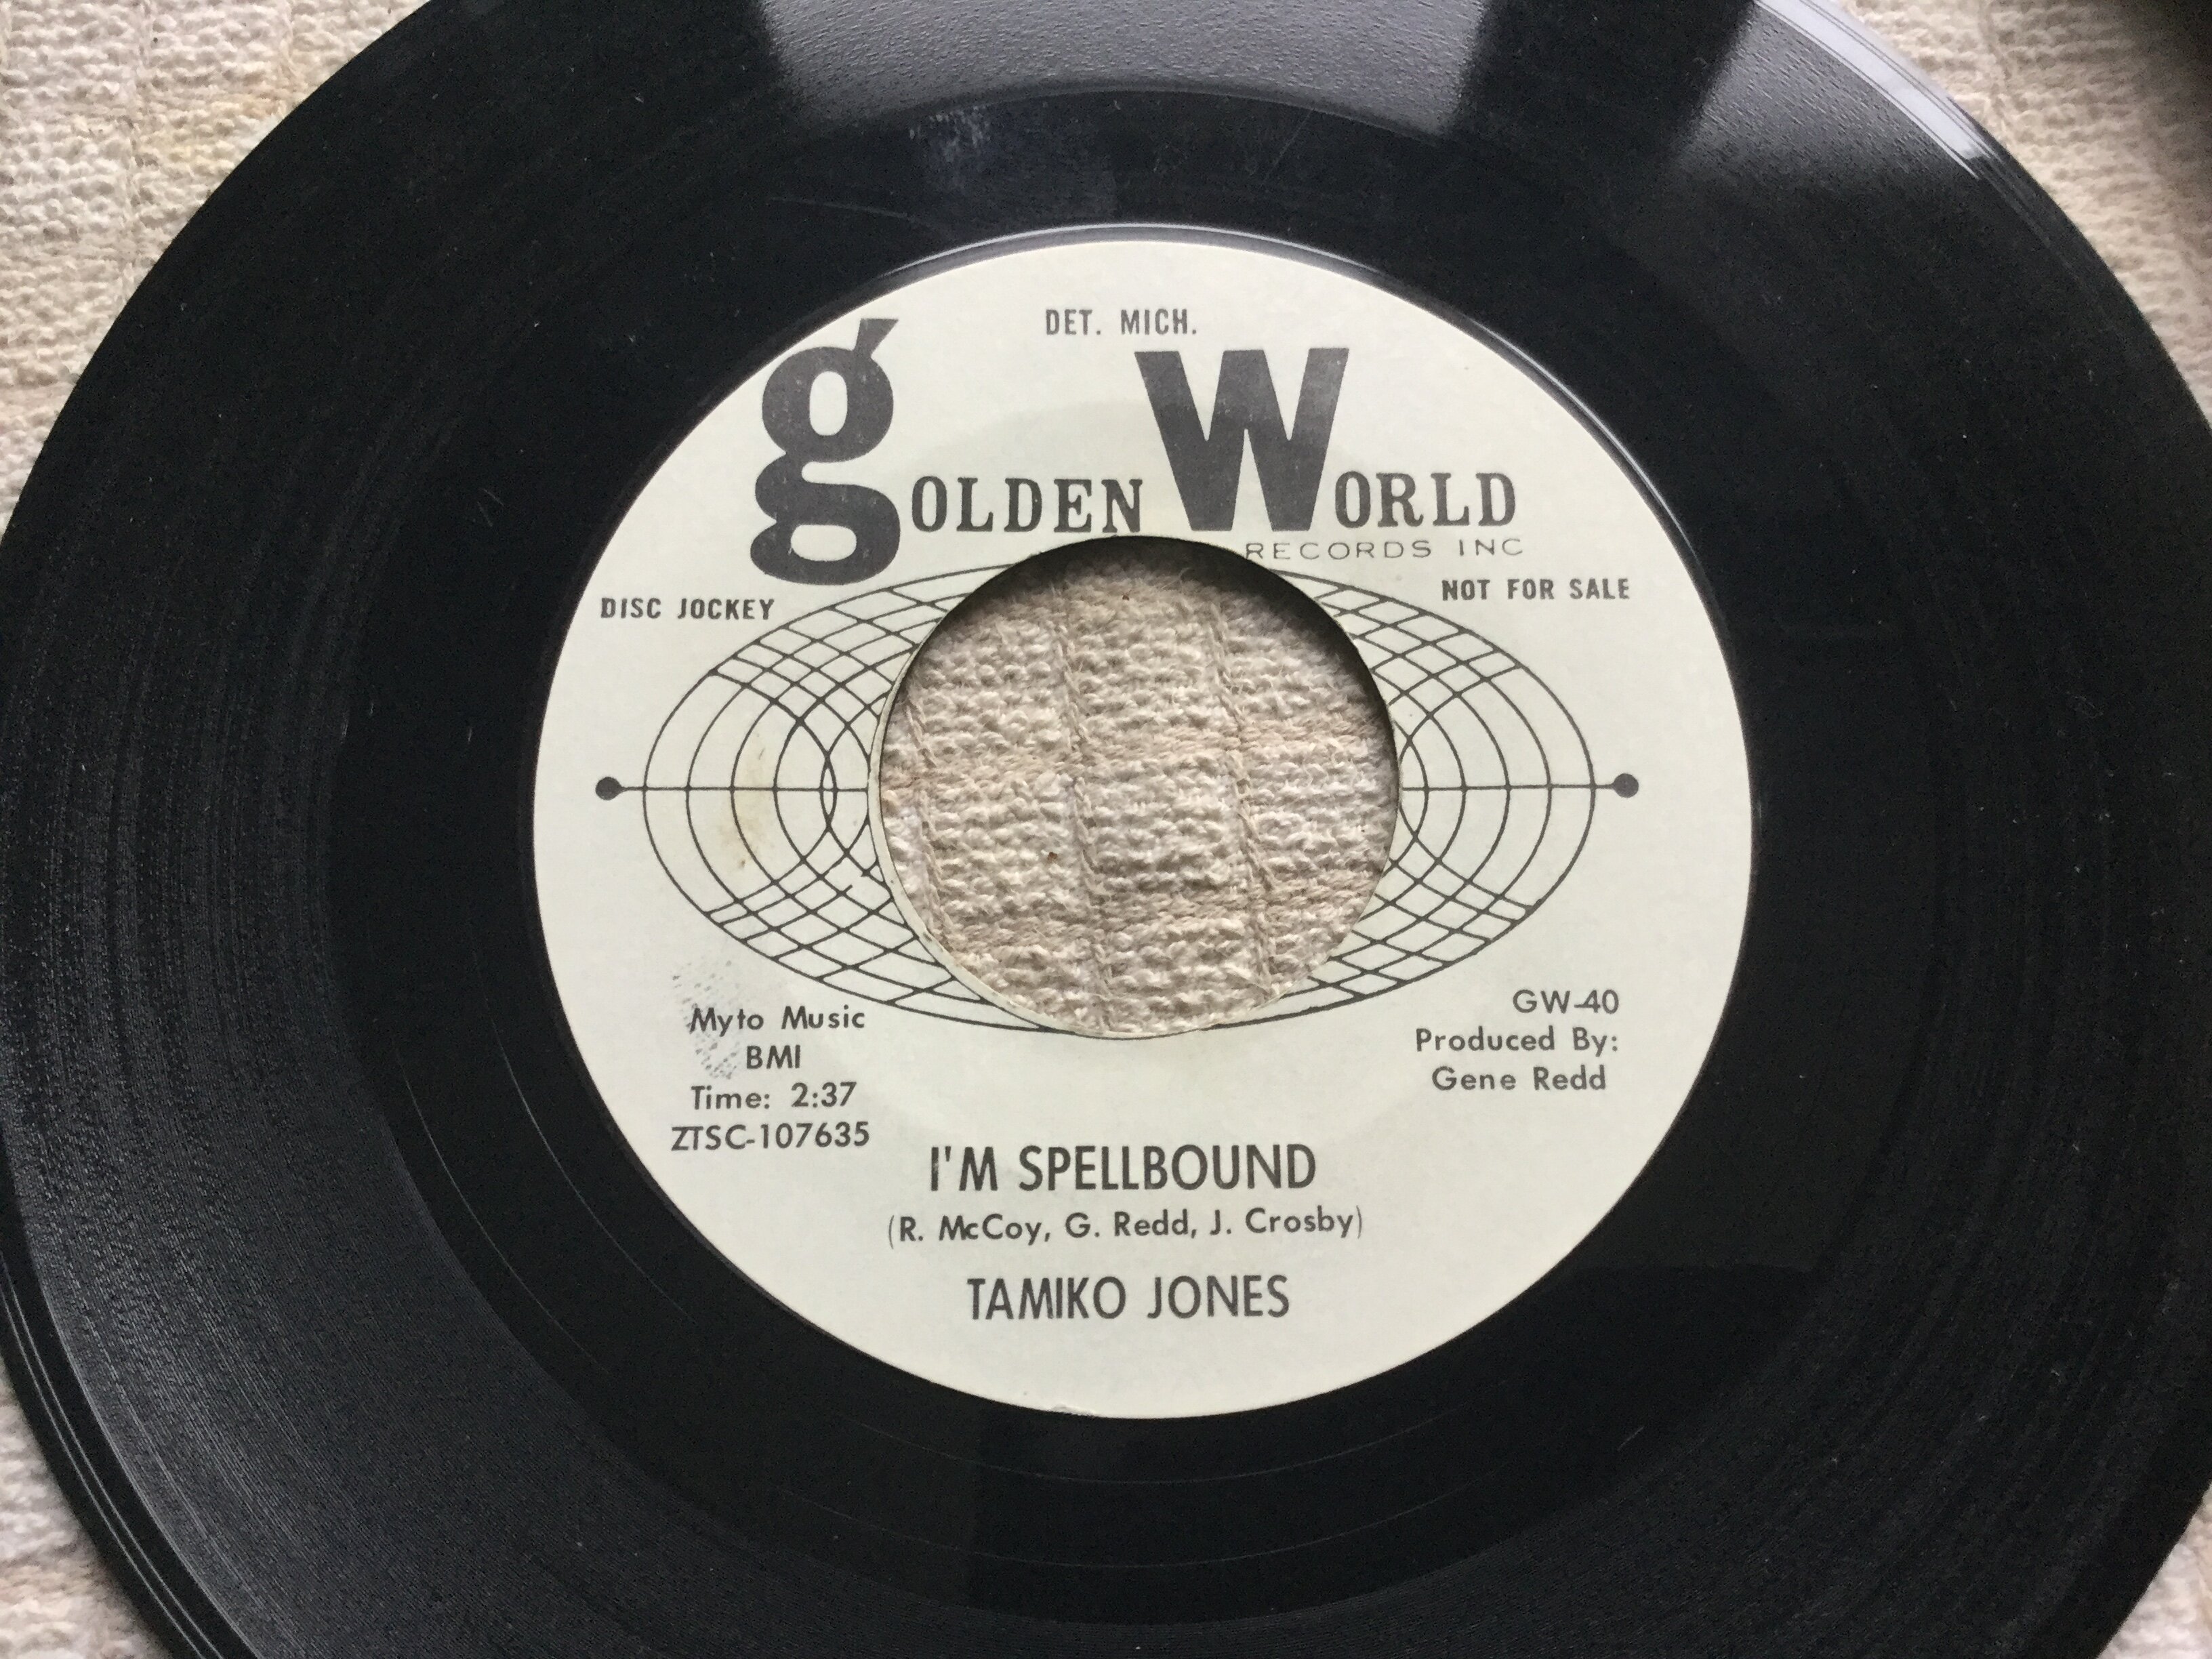 DET. MICH.
gOLDEN WORLD
RECORDS INC
DISC JOCKEY
NOT FOR SALE
Myto Music
BMI
Time: 2:37
ZTSC-107635
GW-40
Produced By:
Gene Redd
I'M SPELLBOUND
(R. McCoy, G. Redd, J. Crosby)
TAMIKO JONES